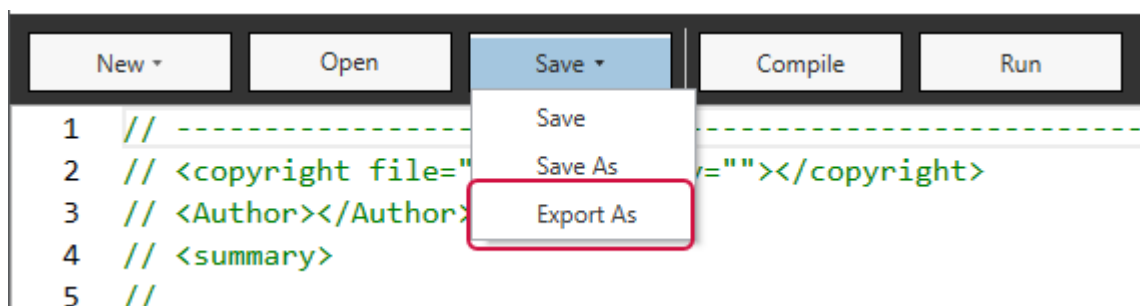 New Open Save Compile Run
Save
Save As
Export As
1 // ----------------- ---------------------------
2 // <copyright file=" y=""></copyright>
3 // <Author></Author>
4 // <summary>
5 //